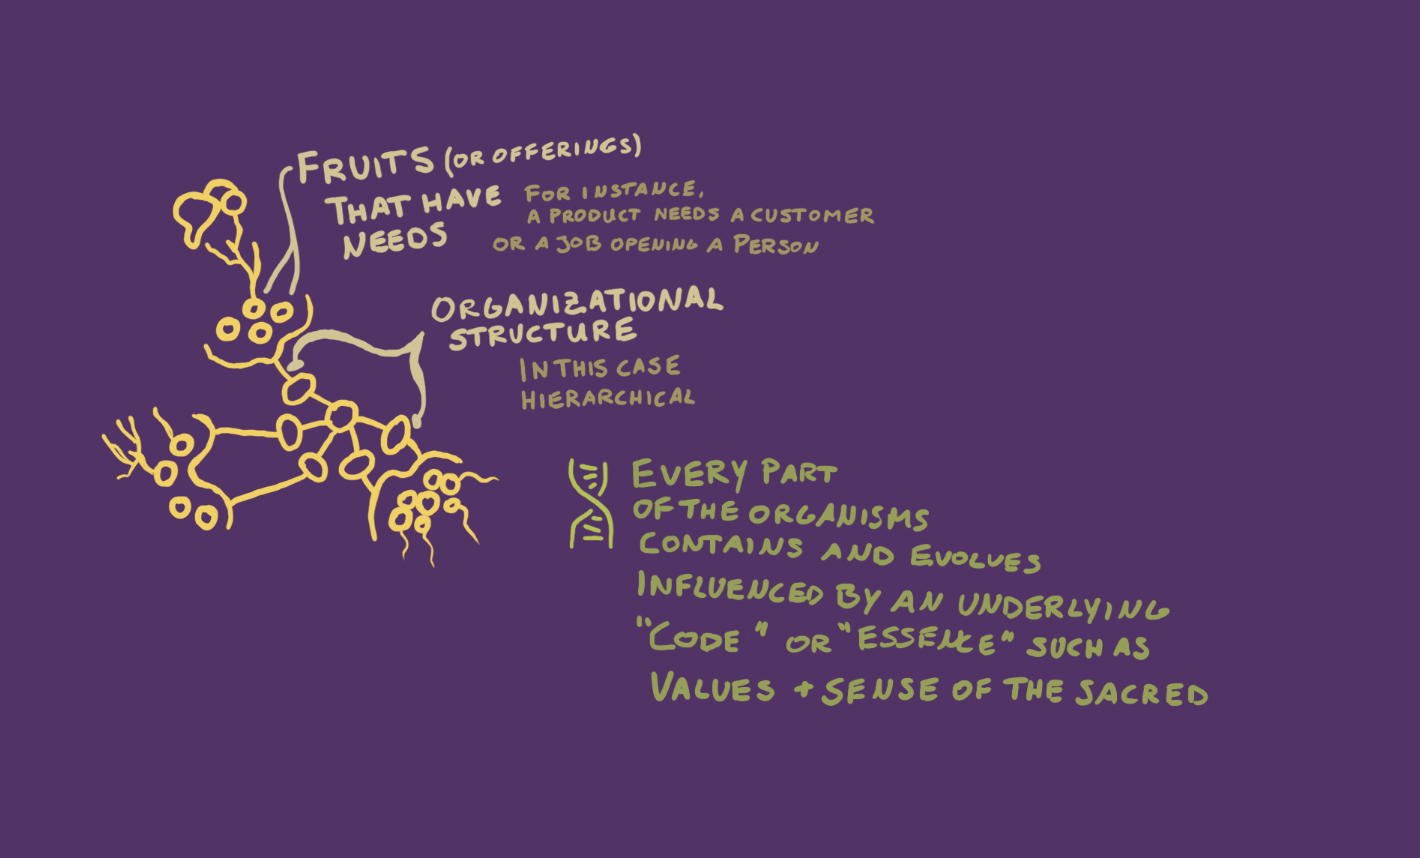 FRUITS (OR OFFERINGS)
THAT HAVE
NEEDS
FOR INSTANCE,
A PRODUCT NEEDS A CUSTOMER
OR A JOB OPENING A PERSON
ORGANIZATIONAL
STRUCTURE
IN THIS CASE
HIERARCHICAL
EVERY PART
OF THE ORGANISMS
CONTAINS AND EVOLVES
INFLUENCED BY AN UNDERLYING
"CODE" OR "ESSENCE" SUCH AS
VALUES + SENSE OF THE SACRED